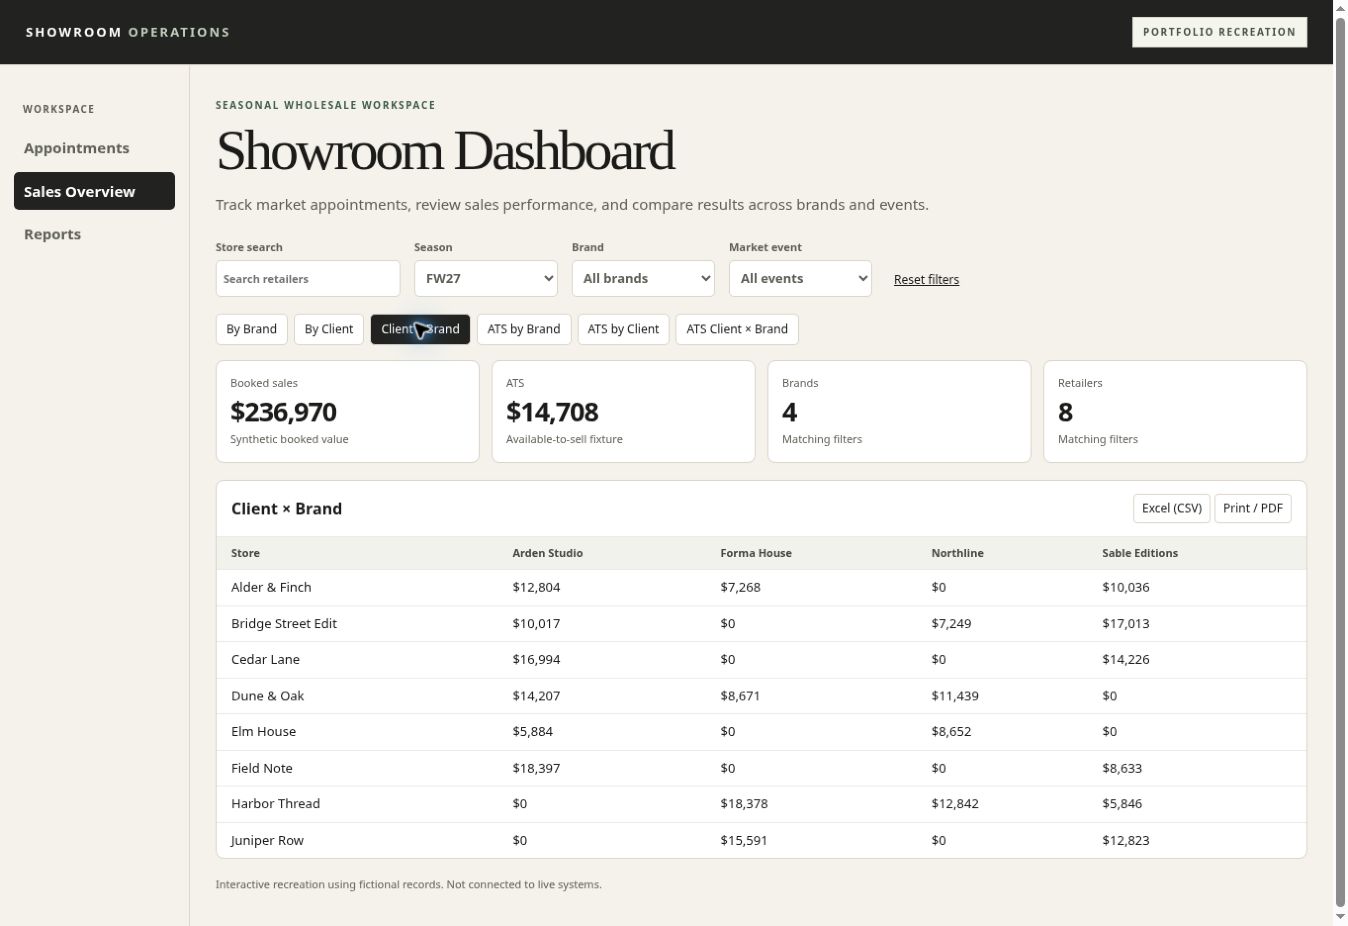 SHOWROOM OPERATIONS
PORTFOLIO RECREATION
WORKSPACE
Appointments
Sales Overview
Reports
SEASONAL WHOLESALE WORKSPACE
Showroom Dashboard
Track market appointments, review sales performance, and compare results across brands and events.
Store search Season Brand Market event
Search retailers FW27 All brands All events Reset filters
By Brand By Client Client × Brand ATS by Brand ATS by Client ATS Client × Brand
Booked sales
$236,970
Synthetic booked value
ATS
$14,708
Available-to-sell fixture
Brands
4
Matching filters
Retailers
8
Matching filters
Client × Brand Excel (CSV) Print / PDF
Store Arden Studio Forma House Northline Sable Editions
Alder & Finch $12,804 $7,268 $0 $10,036
Bridge Street Edit $10,017 $0 $7,249 $17,013
Cedar Lane $16,994 $0 $0 $14,226
Dune & Oak $14,207 $8,671 $11,439 $0
Elm House $5,884 $0 $8,652 $0
Field Note $18,397 $0 $0 $8,633
Harbor Thread $0 $18,378 $12,842 $5,846
Juniper Row $0 $15,591 $0 $12,823
Interactive recreation using fictional records. Not connected to live systems.